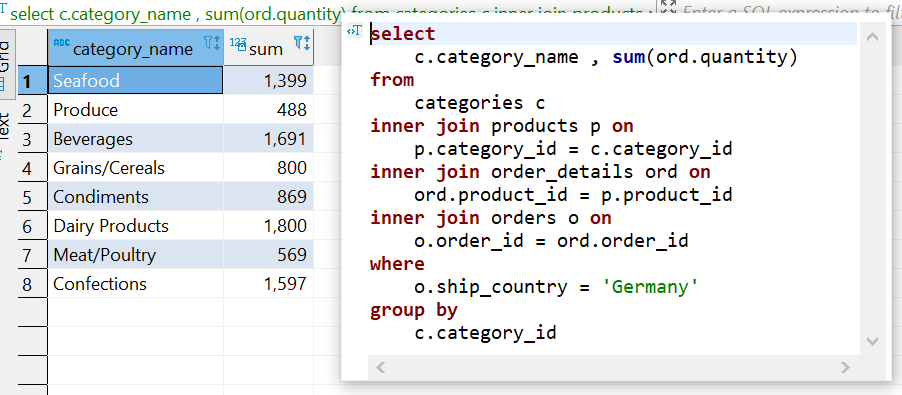 select c.category_name , sum(ord.quantity) from categories c inner join products
Enter a SQL expression to
Grid
Text
ABC category_name
123 sum
1 Seafood 1,399
2 Produce 488
3 Beverages 1,691
4 Grains/Cereals 800
5 Condiments 869
6 Dairy Products 1,800
7 Meat/Poultry 569
8 Confections 1,597
select
c.category_name , sum(ord.quantity)
from
categories c
inner join products p on
p.category_id = c.category_id
inner join order_details ord on
ord.product_id = p.product_id
inner join orders o on
o.order_id = ord.order_id
where
o.ship_country = 'Germany'
group by
c.category_id